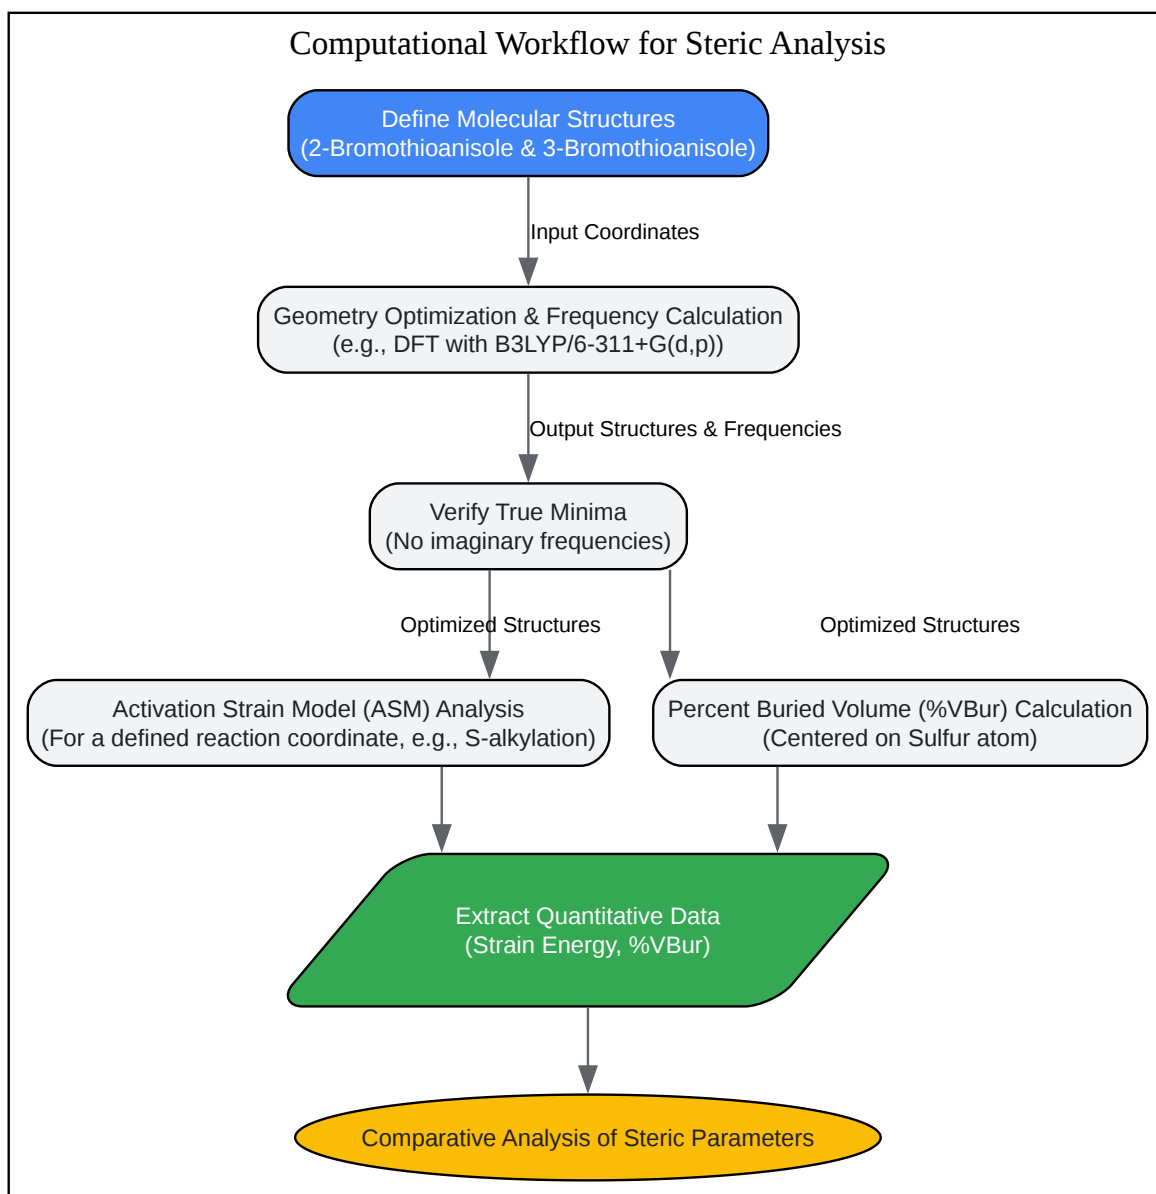 Computational Workflow for Steric Analysis
Define Molecular Structures
(2-Bromothioanisole & 3-Bromothioanisole)
Input Coordinates
Geometry Optimization & Frequency Calculation
(e.g., DFT with B3LYP/6-311+G(d,p))
Output Structures & Frequencies
Verify True Minima
(No imaginary frequencies)
Optimized Structures
Optimized Structures
Activation Strain Model (ASM) Analysis
(For a defined reaction coordinate, e.g., S-alkylation)
Percent Buried Volume (%VBur) Calculation
(Centered on Sulfur atom)
Extract Quantitative Data
(Strain Energy, %VBur)
Comparative Analysis of Steric Parameters